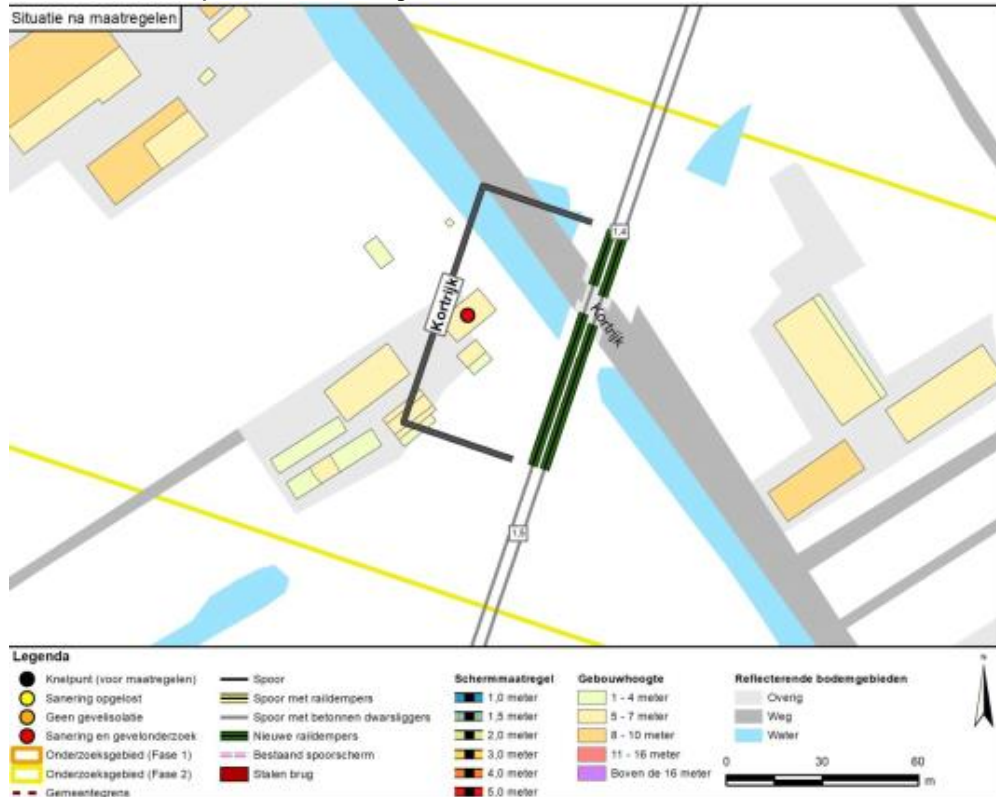 Situatie na maatregelen
1,4
Kortrijk
Kortrijk
1,5
Legenda
N
Knelpunt (voor maatregelen)
Sanering opgelost
Geen gevelisolatie
Sanering en gevelonderzoek
Onderzoeksgebied (Fase 1)
Onderzoeksgebied (Fase 2)
Gemeentegrens
Spoor
Spoor met raildempers
Spoor met betonnen dwarsliggers
Nieuwe raildempers
Bestaand spoorscherm
Stalen brug
Schermmaatregel
1,0 meter
1,5 meter
2,0 meter
3,0 meter
4,0 meter
5,0 meter
Gebouwhoogte
1 - 4 meter
5 - 7 meter
8 - 10 meter
11 - 16 meter
Boven de 16 meter
Reflecterende bodemgebieden
Overig
Weg
Water
0 30 60
m